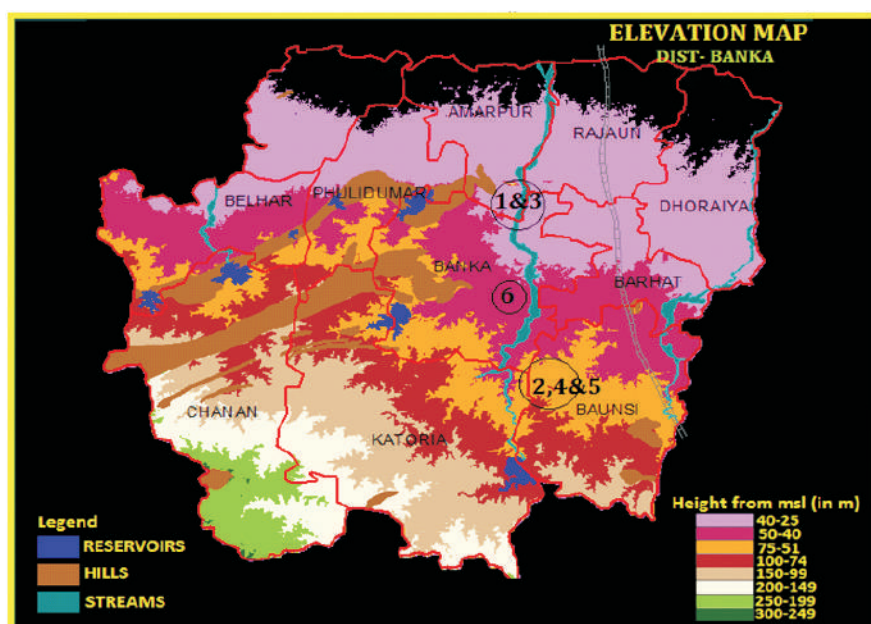 ELEVATION MAP
DIST- BANKA
AMARPUR
RAJAUN
BELHAR
PHULIDUMAR
1&3
DHORAIYA
BANKA
BARHAT
6
2,4&5
CHANAN
KATORIA
BAUNSI
Legend
RESERVOIRS
HILLS
STREAMS
Height from msl (in m)
40-25
50-40
75-51
100-74
150-99
200-149
250-199
300-249